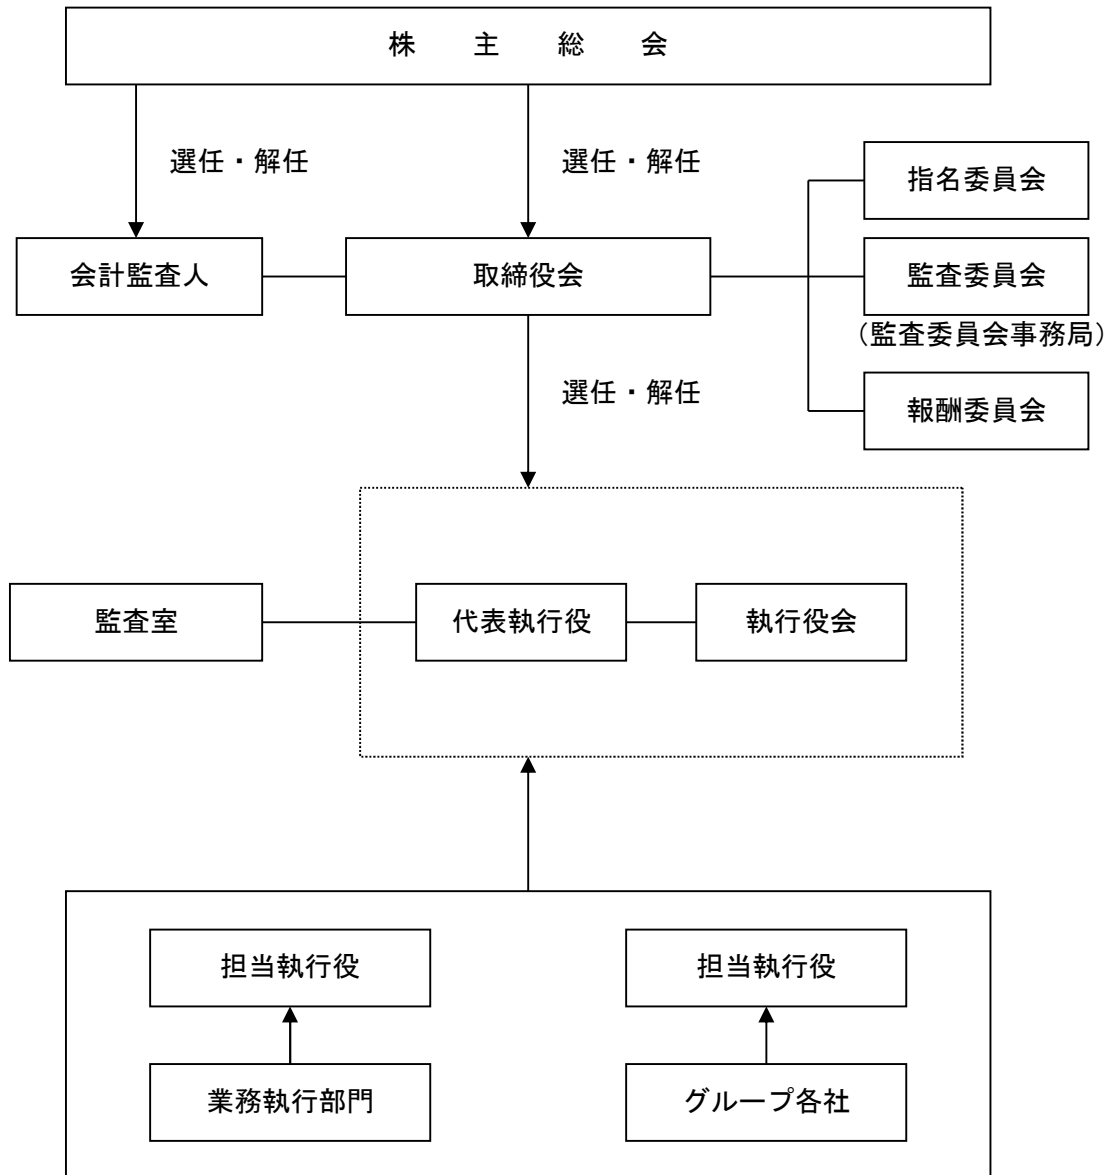 株主総会
選任・解任
選任・解任
指名委員会
会計監査人
取締役会
監査委員会
（監査委員会事務局）
選任・解任
報酬委員会
監査室
代表執行役
執行役会
担当執行役
担当執行役
業務執行部門
グループ各社